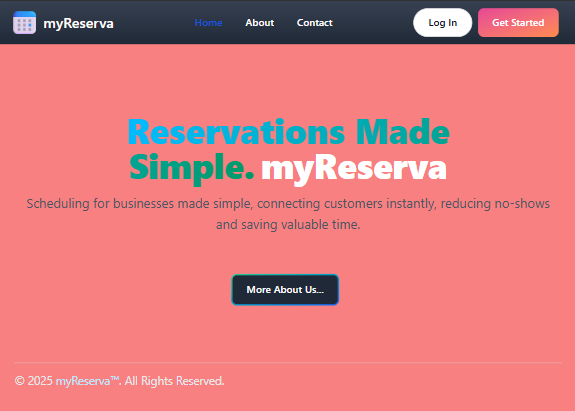 myReserva
Home
About
Contact
Log In
Get Started
Reservations Made
Simple. myReserva
Scheduling for businesses made simple, connecting customers instantly, reducing no-shows
and saving valuable time.
More About Us...
© 2025 myReserva™. All Rights Reserved.